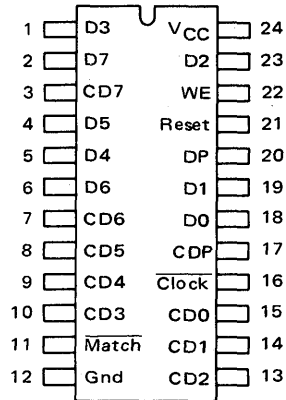 1 D3 V_CC 24
2 D7 D2 23
3 CD7 WE 22
4 D5 Reset 21
5 D4 DP 20
6 D6 D1 19
7 CD6 D0 18
8 CD5 CDP 17
9 CD4 Clock 16
10 CD3 CD0 15
11 Match CD1 14
12 Gnd CD2 13